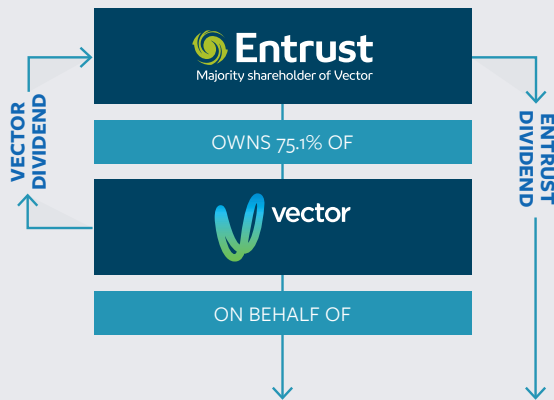 Entrust
Majority shareholder of Vector
VECTOR
DIVIDEND
OWNS 75.1% OF
ENTRUST
DIVIDEND
vector
ON BEHALF OF